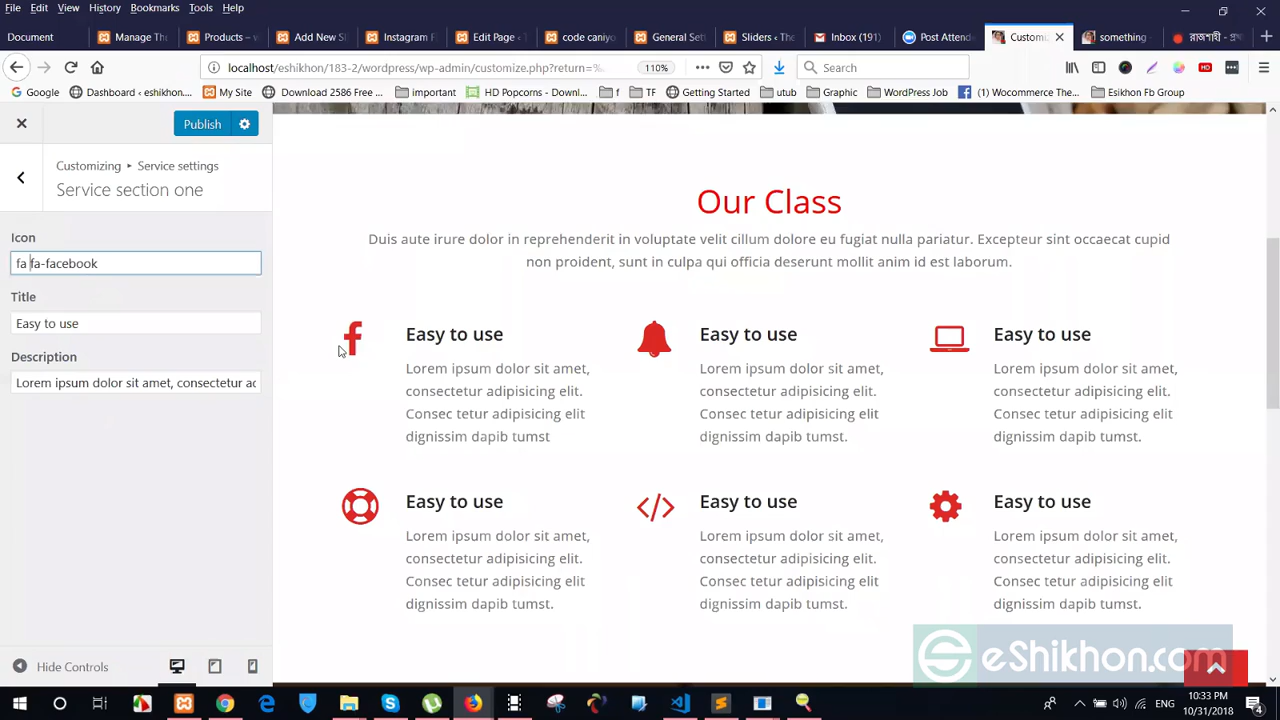 File Edit View History Bookmarks Tools Help
Document
Manage The
Products –
Add New S
Instagram F
Edit Page ‹
code caniyo
General Set
Sliders ‹ The
Inbox (191)
Post Attend
Customiz
something -
রাজশাহী - প্র
localhost/eshikhon/183-2/wordpress/wp-admin/customize.php?return=%
110%
Search
Google
Dashboard ‹ eshikhon...
My Site
Download 2586 Free ...
important
HD Popcorns - Downl...
f
TF
Getting Started
utub
Graphic
WordPress Job
(1) Wocommerce The...
Esikhon Fb Group
Publish
Customizing ▸ Service settings
Service section one
Icon
fa fa-facebook
Title
Easy to use
Description
Lorem ipsum dolor sit amet, consectetur ac
Hide Controls
Our Class
Duis aute irure dolor in reprehenderit in voluptate velit cillum dolore eu fugiat nulla pariatur. Excepteur sint occaecat cupid
non proident, sunt in culpa qui officia deserunt mollit anim id est laborum.
Easy to use
Lorem ipsum dolor sit amet,
consectetur adipisicing elit.
Consec tetur adipisicing elit
dignissim dapib tumst
Easy to use
Lorem ipsum dolor sit amet,
consectetur adipisicing elit.
Consec tetur adipisicing elit
dignissim dapib tumst.
Easy to use
Lorem ipsum dolor sit amet,
consectetur adipisicing elit.
Consec tetur adipisicing elit
dignissim dapib tumst.
Easy to use
Lorem ipsum dolor sit amet,
consectetur adipisicing elit.
Consec tetur adipisicing elit
dignissim dapib tumst.
Easy to use
Lorem ipsum dolor sit amet,
consectetur adipisicing elit.
Consec tetur adipisicing elit
dignissim dapib tumst.
Easy to use
Lorem ipsum dolor sit amet,
consectetur adipisicing elit.
Consec tetur adipisicing elit
dignissim dapib tumst.
eShikhon.com
ENG
10:33 PM
10/31/2018
4